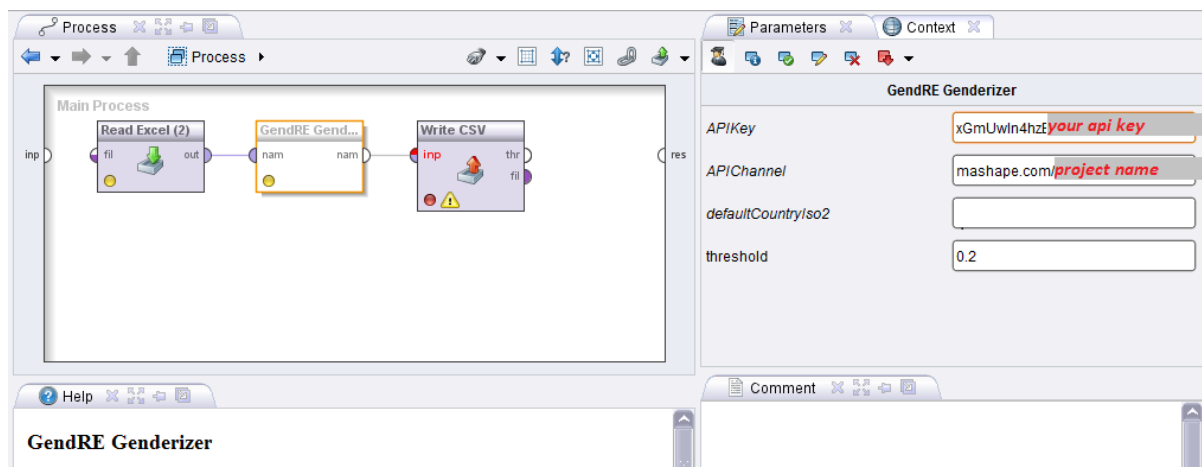 Process
Parameters
Context
Process
GendRE Genderizer
Main Process
Read Excel (2)
GendRE Gend...
Write CSV
inp
fil
out
nam
nam
inp
thr
fil
res
APIKey
your api key
APIChannel
mashape.com/project name
defaultCountryIso2
threshold
0.2
Help
Comment
GendRE Genderizer